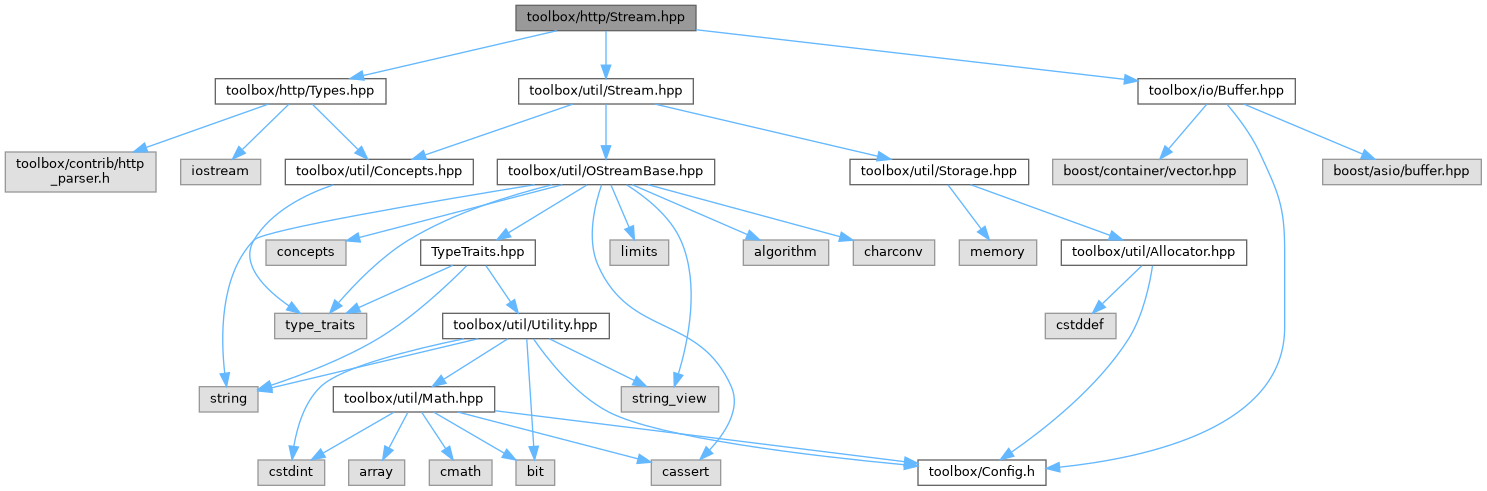 toolbox/http/Stream.hpp
toolbox/http/Types.hpp
toolbox/util/Stream.hpp
toolbox/io/Buffer.hpp
toolbox/contrib/http
_parser.h
iostream
toolbox/util/Concepts.hpp
toolbox/util/OStreamBase.hpp
toolbox/util/Storage.hpp
boost/container/vector.hpp
boost/asio/buffer.hpp
concepts
TypeTraits.hpp
limits
algorithm
charconv
memory
toolbox/util/Allocator.hpp
type_traits
toolbox/util/Utility.hpp
cstddef
string
toolbox/util/Math.hpp
string_view
cstdint
array
cmath
bit
cassert
toolbox/Config.h